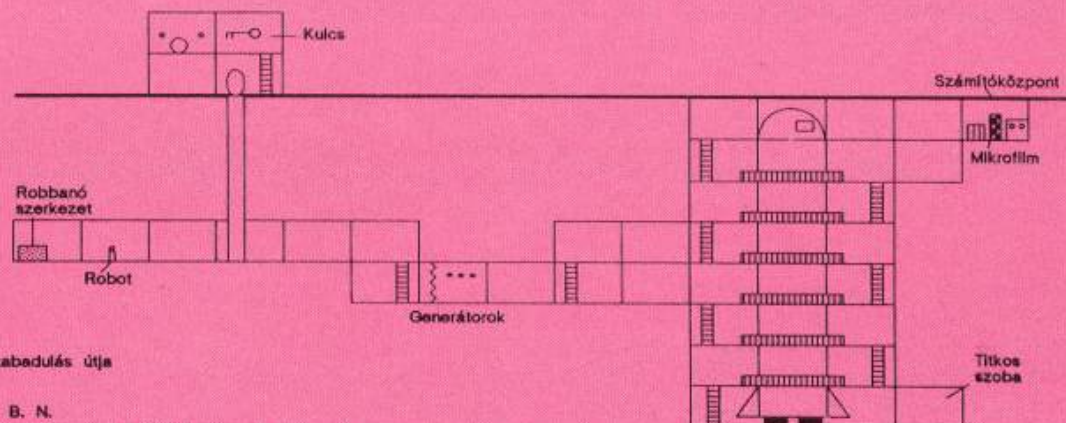 Kulcs
Számítóközpont
Mikrofilm
Robbanó
szerkezet
Robot
Generátorok
abadulás útja
Titkos
szoba
B. N.